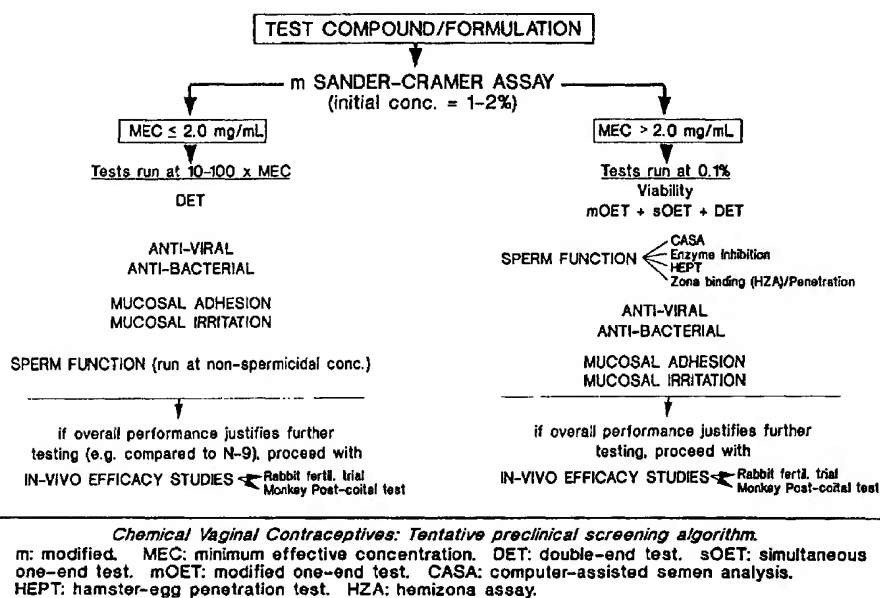 TEST COMPOUND/FORMULATION
m SANDER-CRAMER ASSAY
(initial conc. = 1-2%)
MEC ≤ 2.0 mg/mL
Tests run at 10-100 x MEC
DET
ANTI-VIRAL
ANTI-BACTERIAL
MUCOSAL ADHESION
MUCOSAL IRRITATION
SPERM FUNCTION (run at non-spermicidal conc.)
if overall performance justifies further
testing (e.g. compared to N-9), proceed with
IN-VIVO EFFICACY STUDIES
Rabbit fertil. trial
Monkey Post-coital test
MEC > 2.0 mg/mL
Tests run at 0.1%
Viability
mOET + sOET + DET
SPERM FUNCTION
CASA
Enzyme Inhibition
HEPT
Zona binding (HZA)/Penetration
ANTI-VIRAL
ANTI-BACTERIAL
MUCOSAL ADHESION
MUCOSAL IRRITATION
if overall performance justifies further
testing, proceed with
IN-VIVO EFFICACY STUDIES
Rabbit fertil. trial
Monkey Post-coital test
Chemical Vaginal Contraceptives: Tentative preclinical screening algorithm.
m: modified. MEC: minimum effective concentration. DET: double-end test. sOET: simultaneous
one-end test. mOET: modified one-end test. CASA: computer-assisted semen analysis.
HEPT: hamster-egg penetration test. HZA: hemizona assay.